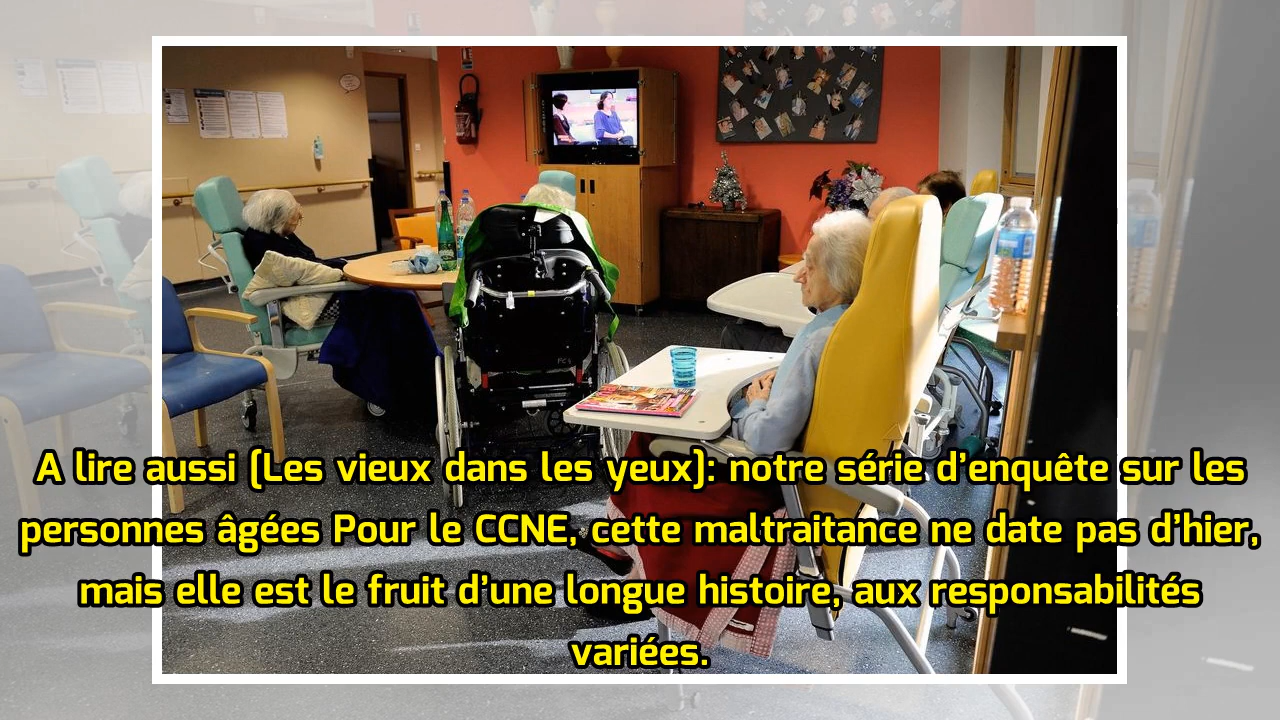 A lire aussi (Les vieux dans les yeux): notre série d’enquête sur les
personnes âgées Pour le CCNE, cette maltraitance ne date pas d’hier,
mais elle est le fruit d’une longue histoire, aux responsabilités
variées.